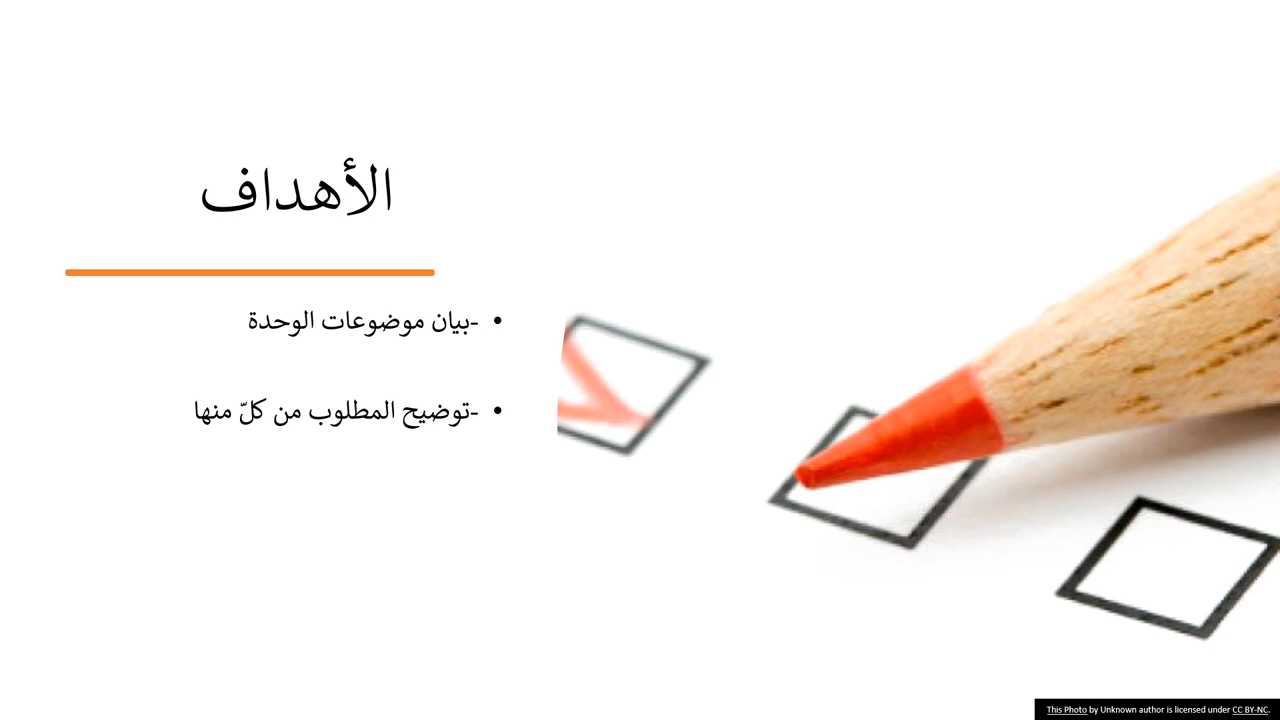 الأهداف
• -بيان موضوعات الوحدة
• -توضيح المطلوب من كلّ منها
This Photo by Unknown author is licensed under CC BY-NC.